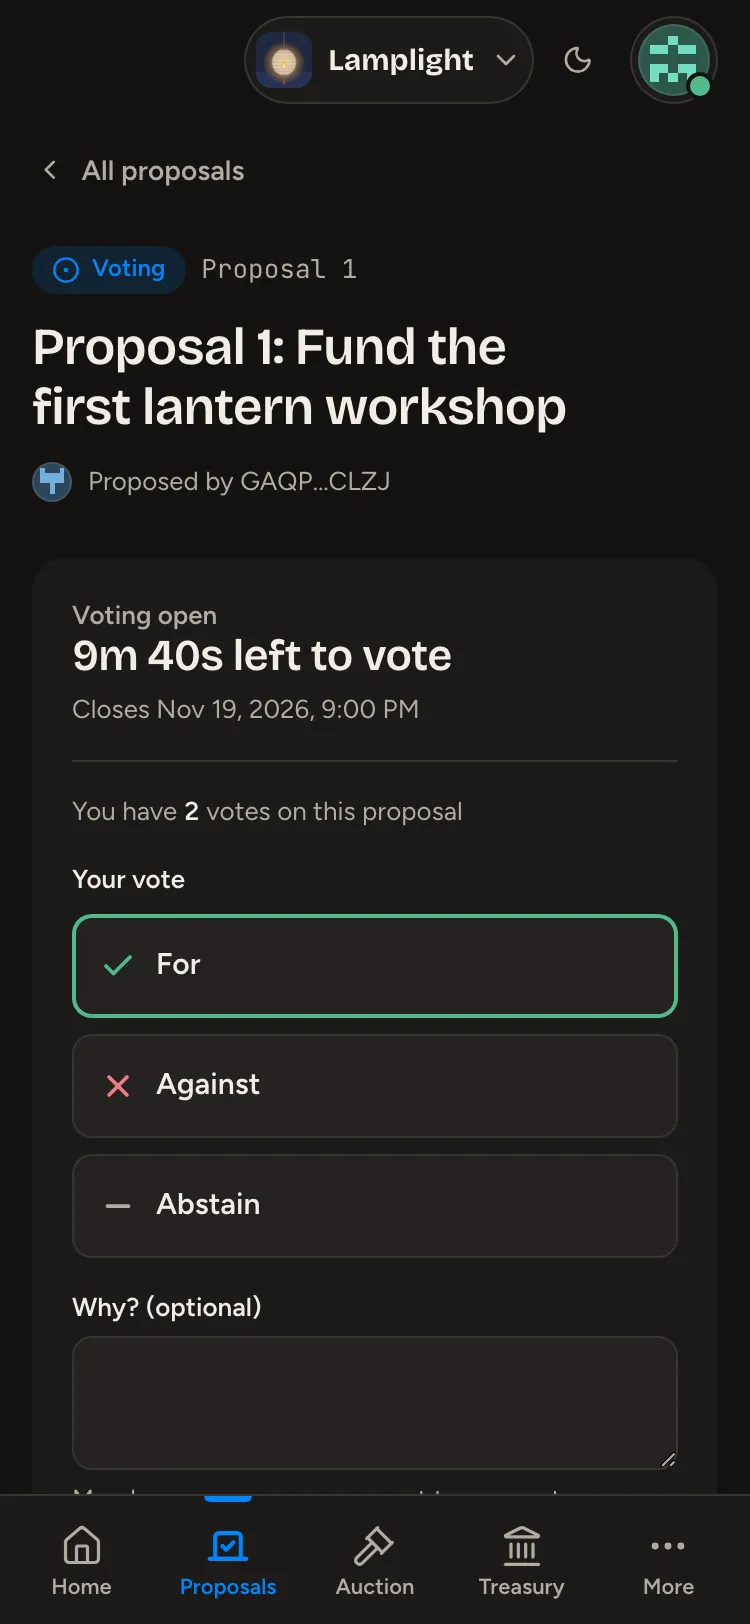 Lamplight
All proposals
Voting Proposal 1
Proposal 1: Fund the
first lantern workshop
Proposed by GAQP...CLZJ
Voting open
9m 40s left to vote
Closes Nov 19, 2026, 9:00 PM
You have 2 votes on this proposal
Your vote
For
Against
Abstain
Why? (optional)
Home Proposals Auction Treasury More